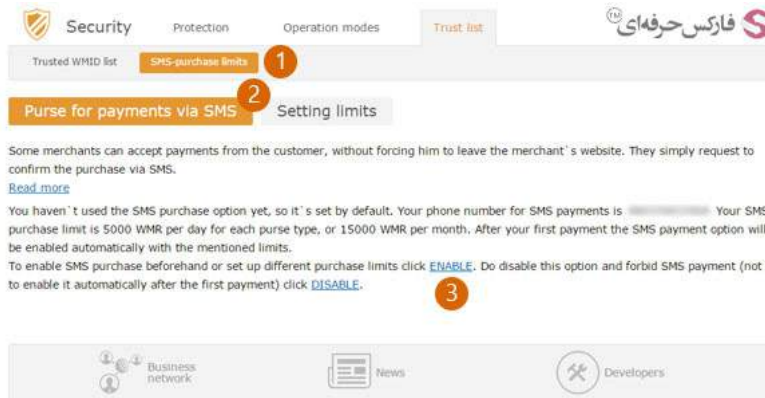 Security Protection Operation modes Trust list فارکس حرفه‌ای™
Trusted WMID list SMS-purchase limits 1
2
Purse for payments via SMS Setting limits
Some merchants can accept payments from the customer, without forcing him to leave the merchant`s website. They simply request to
confirm the purchase via SMS.
Read more
You haven`t used the SMS purchase option yet, so it`s set by default. Your phone number for SMS payments is Your SMS
purchase limit is 5000 WMR per day for each purse type, or 15000 WMR per month. After your first payment the SMS payment option will
be enabled automatically with the mentioned limits.
To enable SMS purchase beforehand or set up different purchase limits click ENABLE. Do disable this option and forbid SMS payment (not
to enable it automatically after the first payment) click DISABLE.
3
Business
network
News
Developers